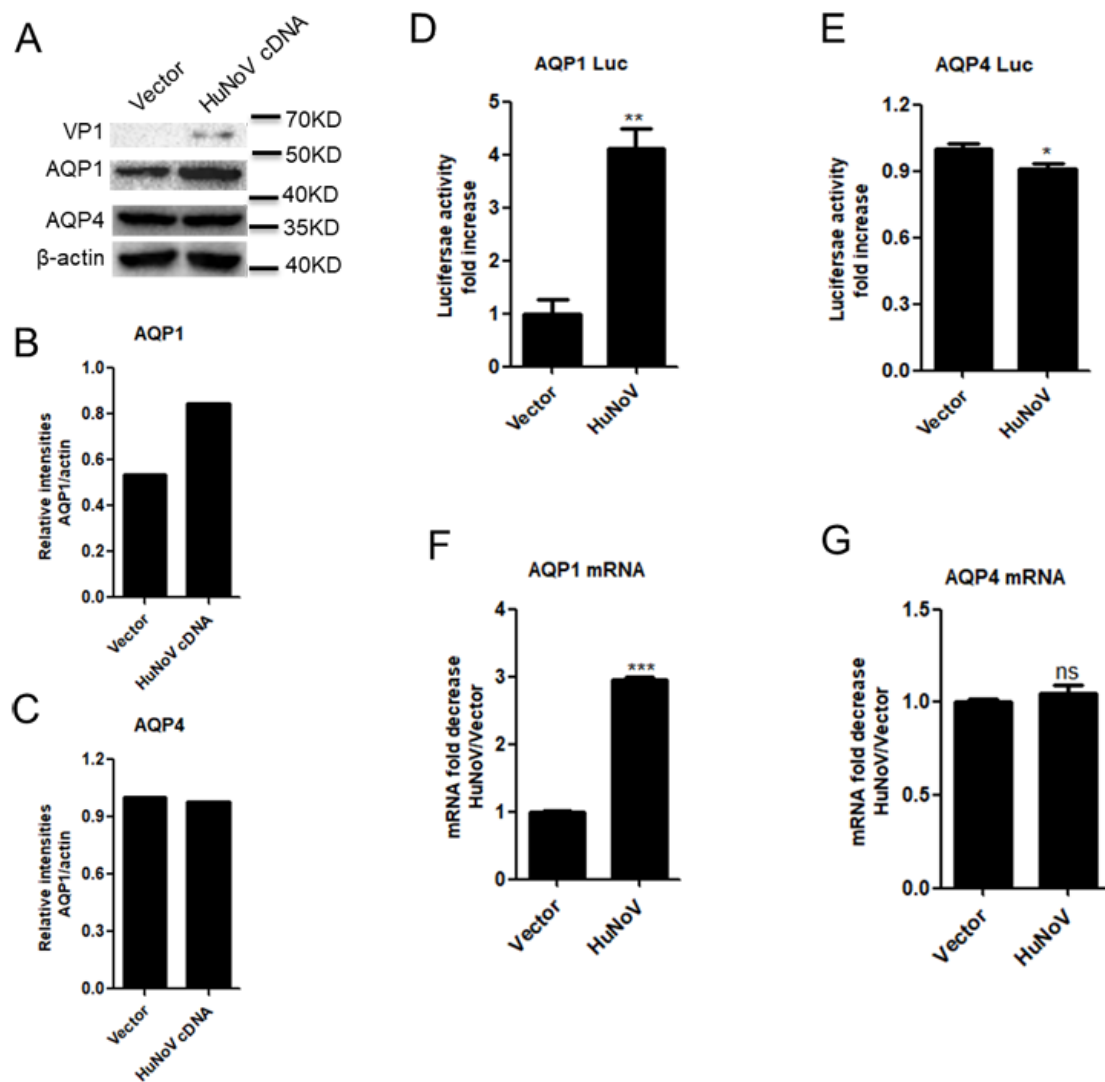 A
Vector
HuNoV cDNA
VP1
70KD
50KD
AQP1
40KD
AQP4
35KD
β-actin
40KD
B
AQP1
Relative intensities
AQP1/actin
1.0
0.8
0.6
0.4
0.2
0.0
Vector
HuNoV cDNA
C
AQP4
Relative intensities
AQP1/actin
1.2
0.9
0.6
0.3
0.0
Vector
HuNoV cDNA
D
AQP1 Luc
Lucifersae activity
fold increase
5
4
3
2
1
0
**
Vector
HuNoV
E
AQP4 Luc
Lucifersae activity
fold increase
1.2
0.9
0.6
0.3
0.0
*
Vector
HuNoV
F
AQP1 mRNA
mRNA fold decrease
HuNoV/Vector
4
3
2
1
0
***
Vector
HuNoV
G
AQP4 mRNA
mRNA fold decrease
HuNoV/Vector
1.5
1.0
0.5
0.0
ns
Vector
HuNoV